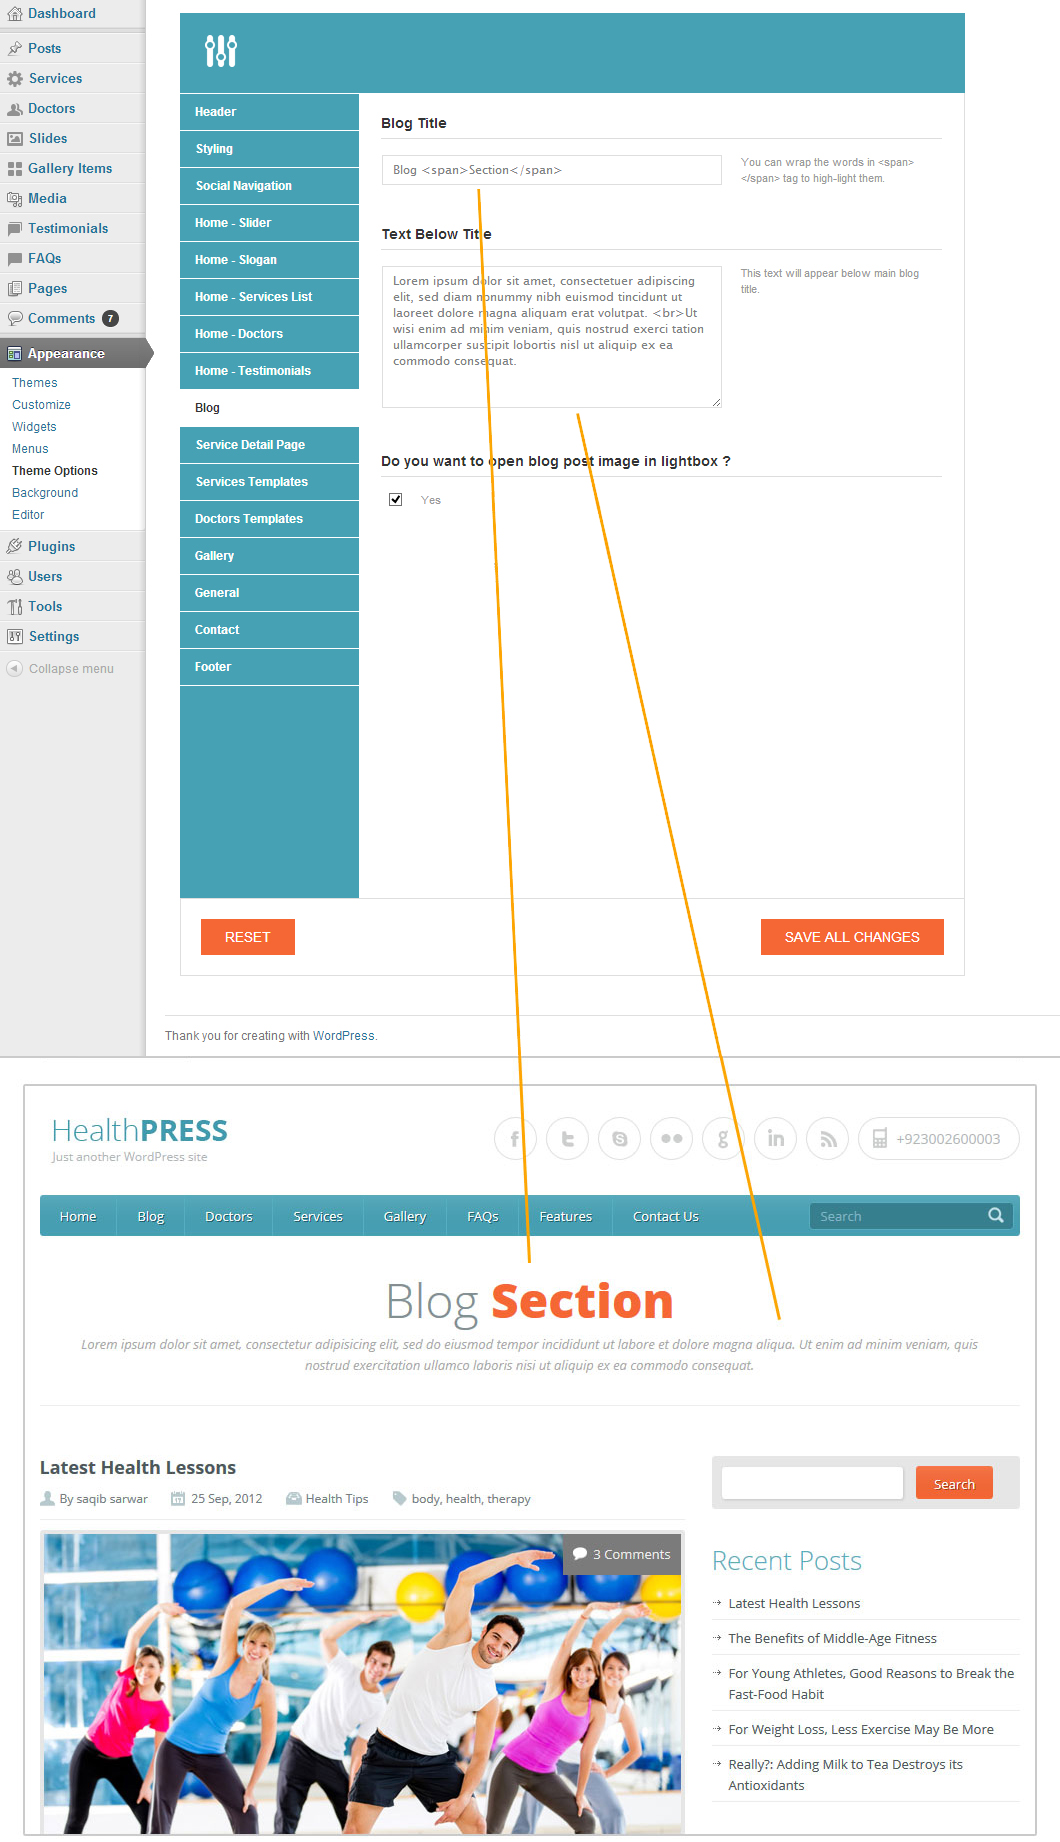 Dashboard
Posts
Services
Doctors
Slides
Gallery Items
Media
Testimonials
FAQs
Pages
Comments 7
Appearance
Themes
Customize
Widgets
Menus
Theme Options
Background
Editor
Plugins
Users
Tools
Settings
Collapse menu
Header
Styling
Social Navigation
Home - Slider
Home - Slogan
Home - Services List
Home - Doctors
Home - Testimonials
Blog
Service Detail Page
Services Templates
Doctors Templates
Gallery
General
Contact
Footer
Blog Title
Blog <span>Section</span>
You can wrap the words in <span>
</span> tag to high-light them.
Text Below Title
Lorem ipsum dolor sit amet, consectetuer adipiscing
elit, sed diam nonummy nibh euismod tincidunt ut
laoreet dolore magna aliquam erat volutpat. <br>Ut
wisi enim ad minim veniam, quis nostrud exerci tation
ullamcorper suscipit lobortis nisl ut aliquip ex ea
commodo consequat.
This text will appear below main blog
title.
Do you want to open blog post image in lightbox ?
Yes
RESET
SAVE ALL CHANGES
Thank you for creating with WordPress.
HealthPRESS
Just another WordPress site
+923002600003
Home
Blog
Doctors
Services
Gallery
FAQs
Features
Contact Us
Search
Blog Section
Lorem ipsum dolor sit amet, consectetur adipisicing elit, sed do eiusmod tempor incididunt ut labore et dolore magna aliqua. Ut enim ad minim veniam, quis
nostrud exercitation ullamco laboris nisi ut aliquip ex ea commodo consequat.
Latest Health Lessons
By saqib sarwar
25 Sep, 2012
Health Tips
body, health, therapy
3 Comments
Search
Recent Posts
Latest Health Lessons
The Benefits of Middle-Age Fitness
For Young Athletes, Good Reasons to Break the
Fast-Food Habit
For Weight Loss, Less Exercise May Be More
Really?: Adding Milk to Tea Destroys its
Antioxidants